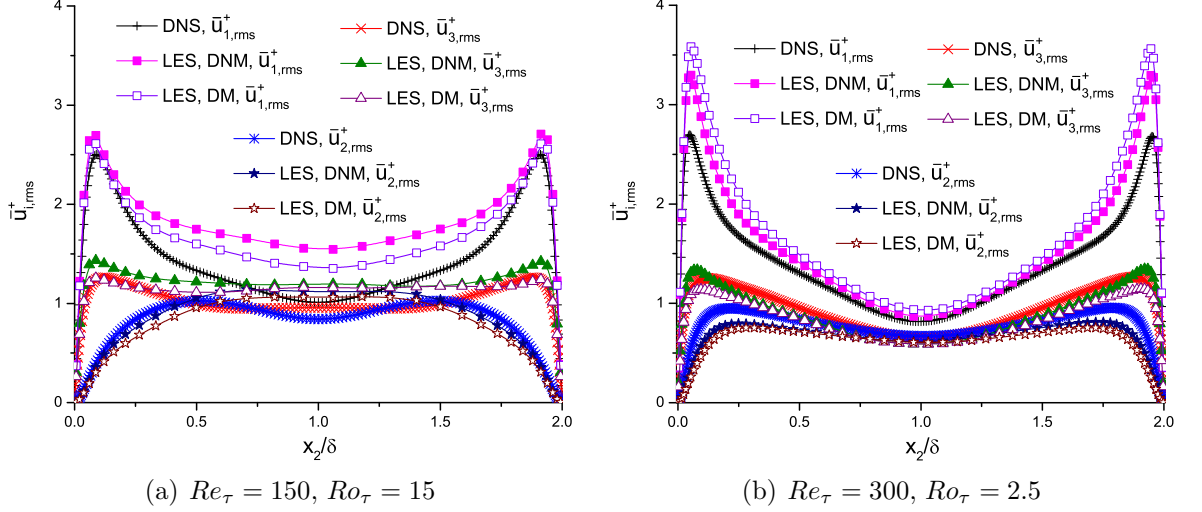 4
3
2
1
0
ū⁺i,rms
DNS, ū⁺1,rms
LES, DNM, ū⁺1,rms
LES, DM, ū⁺1,rms
DNS, ū⁺3,rms
LES, DNM, ū⁺3,rms
LES, DM, ū⁺3,rms
DNS, ū⁺2,rms
LES, DNM, ū⁺2,rms
LES, DM, ū⁺2,rms
0.0 0.5 1.0 1.5 2.0
x₂/δ
(a) Reτ = 150, Roτ = 15
4
3
2
1
0
ū⁺i,rms
DNS, ū⁺1,rms
LES, DNM, ū⁺1,rms
LES, DM, ū⁺1,rms
DNS, ū⁺3,rms
LES, DNM, ū⁺3,rms
LES, DM, ū⁺3,rms
DNS, ū⁺2,rms
LES, DNM, ū⁺2,rms
LES, DM, ū⁺2,rms
0.0 0.5 1.0 1.5 2.0
x₂/δ
(b) Reτ = 300, Roτ = 2.5